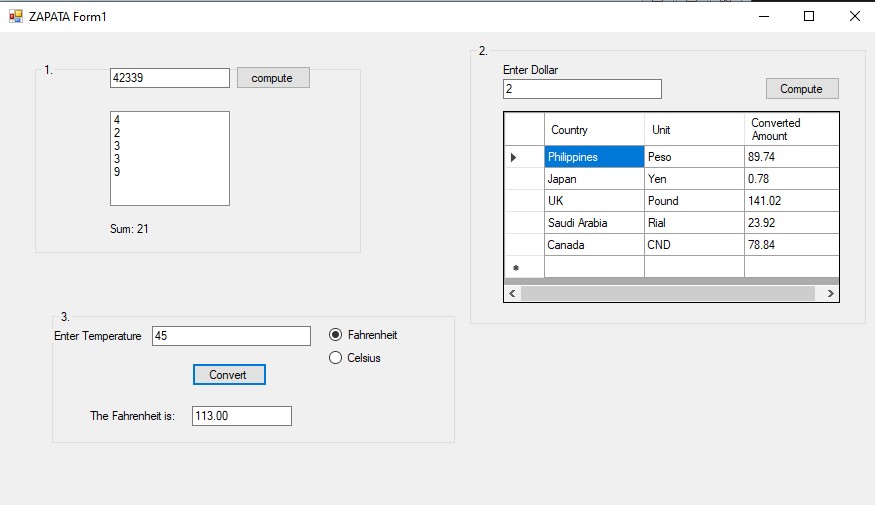 ZAPATA Form1
1.
42339
compute
4
2
3
3
9
Sum: 21
2.
Enter Dollar
2
Compute
Country Unit Converted Amount
Philippines Peso 89.74
Japan Yen 0.78
UK Pound 141.02
Saudi Arabia Rial 23.92
Canada CND 78.84
3.
Enter Temperature 45
Fahrenheit
Celsius
Convert
The Fahrenheit is: 113.00